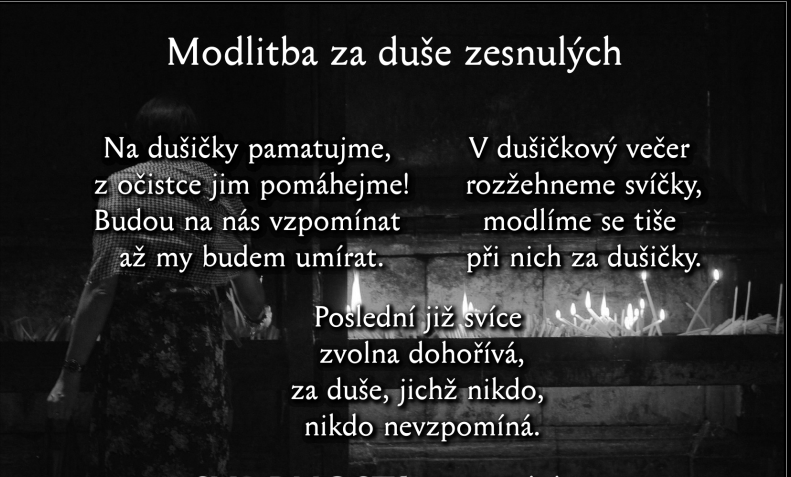 Modlitba za duše zesnulých
Na dušičky pamatujme,
z očistce jim pomáhejme!
Budou na nás vzpomínat
až my budem umírat.
V dušičkový večer
rozžehneme svíčky,
modlíme se tiše
při nich za dušičky.
Poslední již svíce
zvolna dohořívá,
za duše, jichž nikdo,
nikdo nevzpomíná.